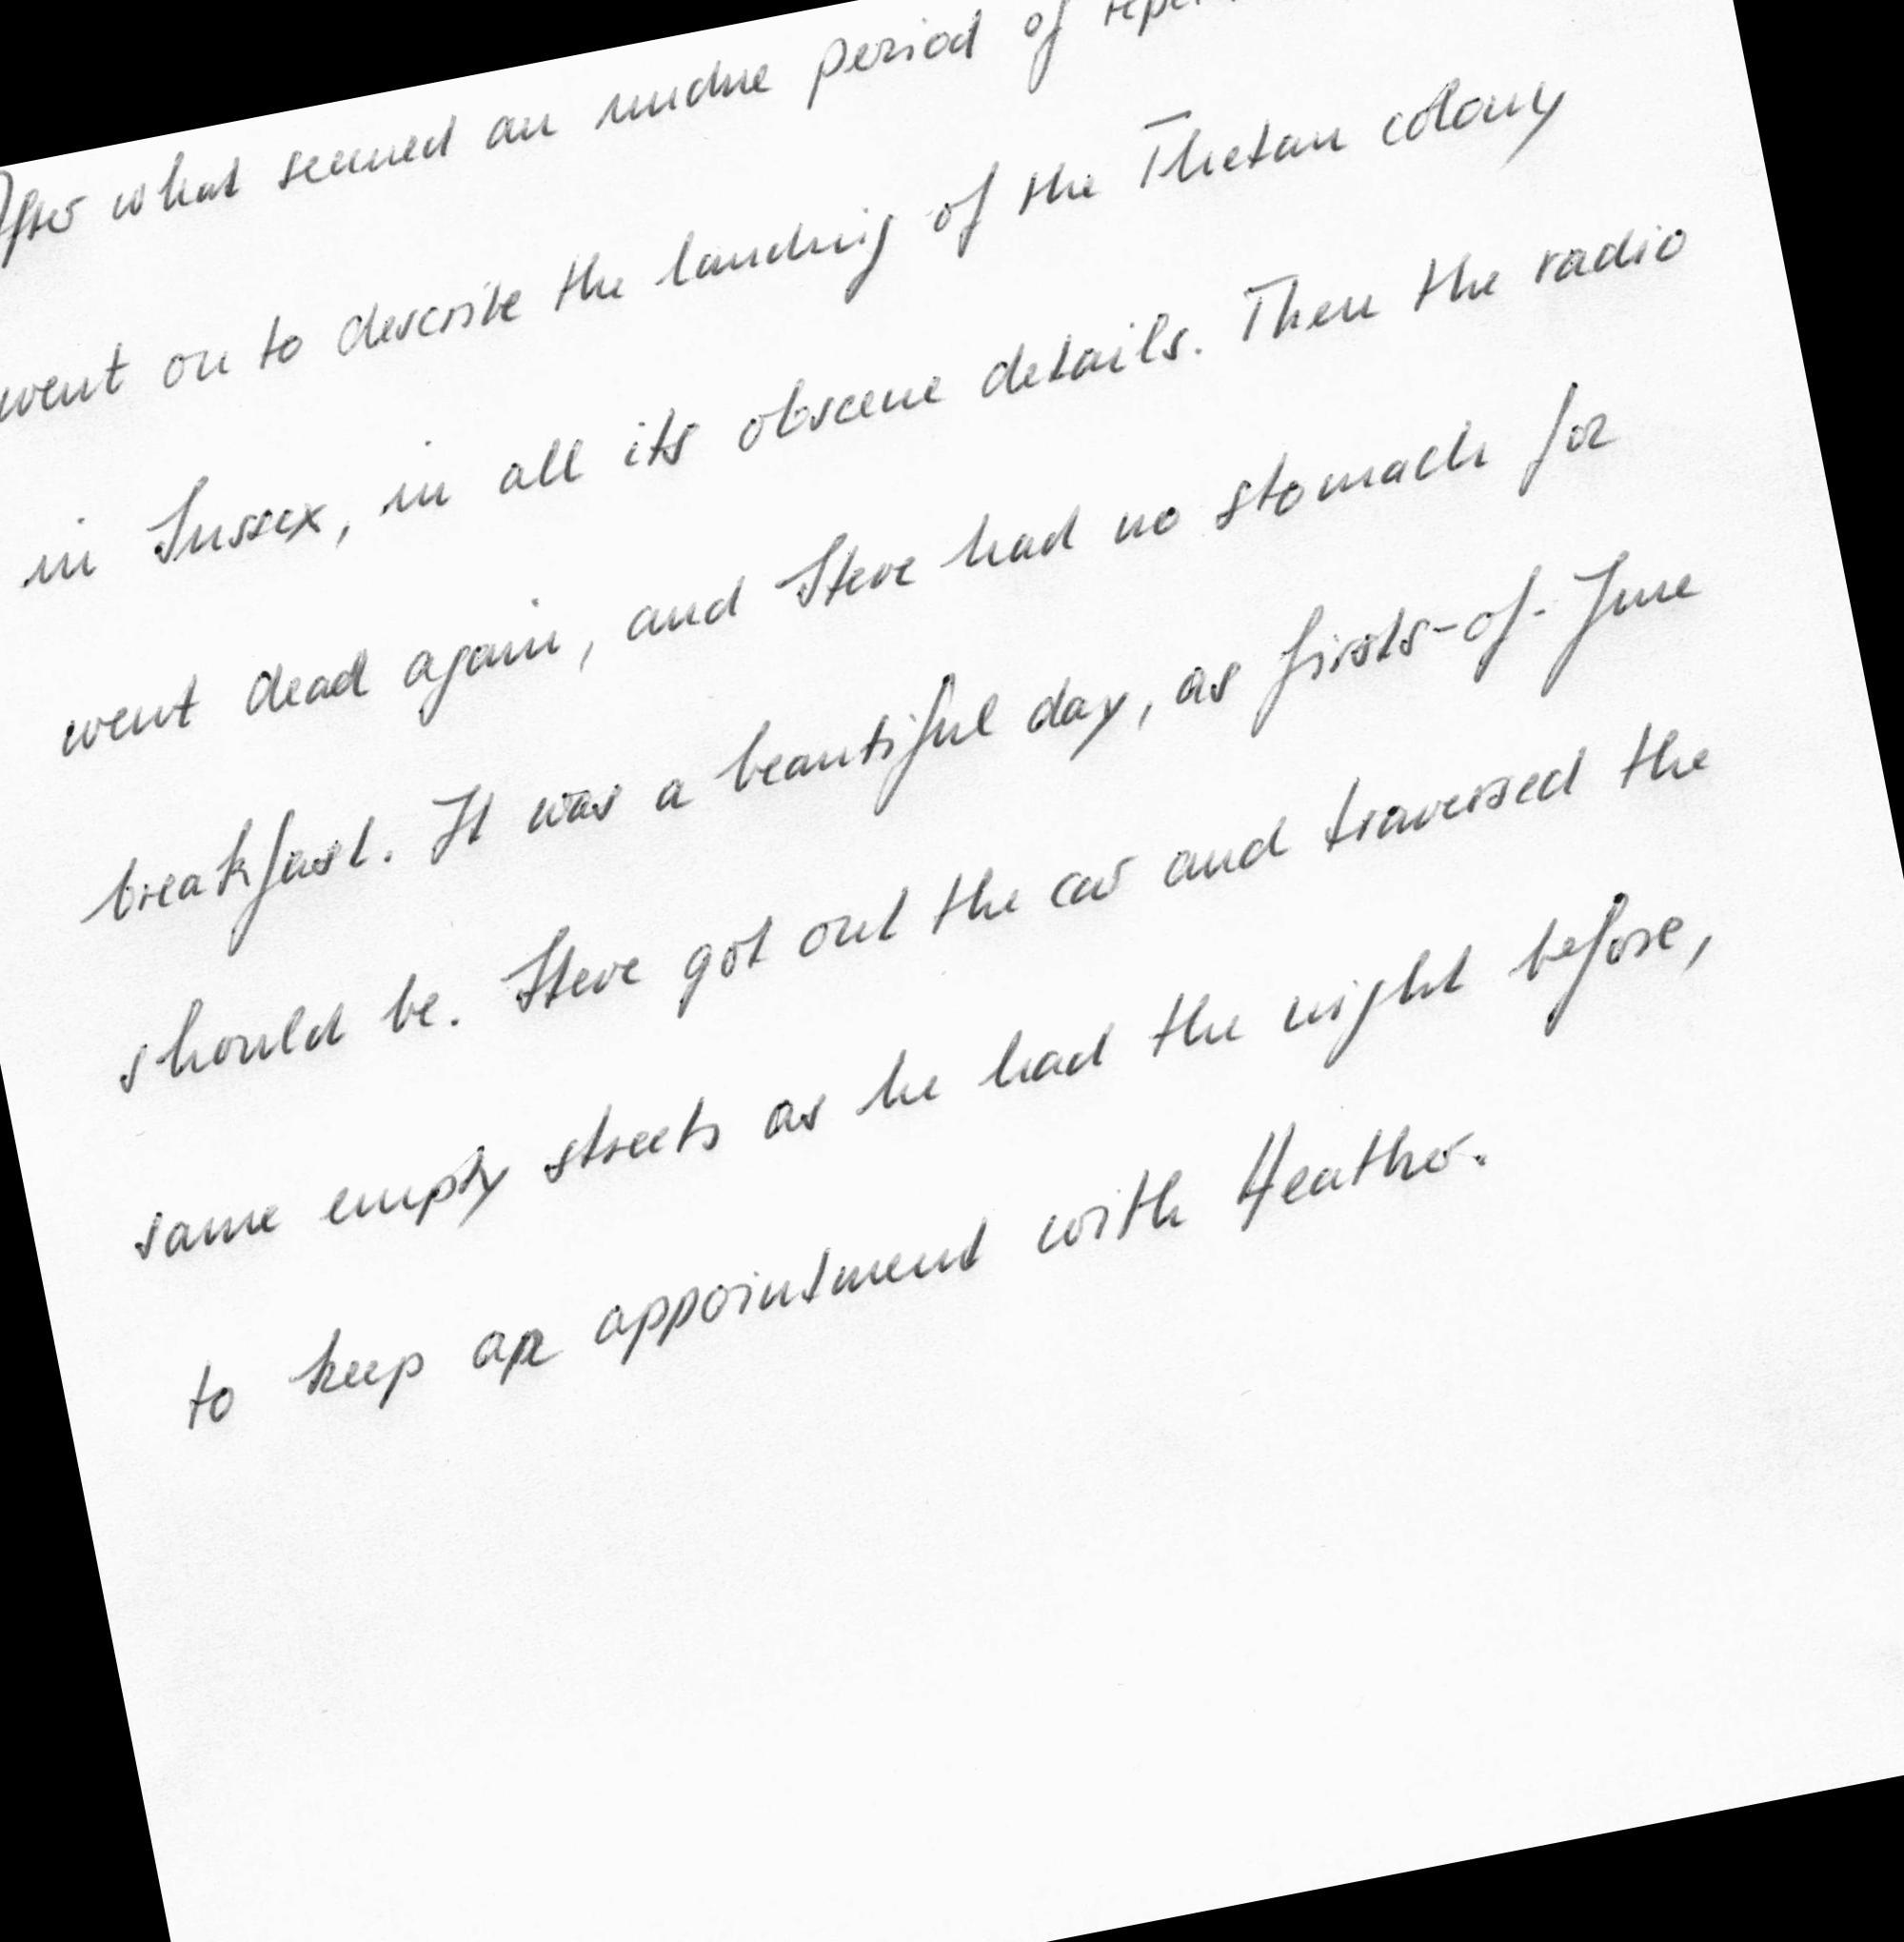 After what seemed an undue period of
went on to describe the landing of the Thetan colony
in Sussex, in all its obscene details. Then the radio
went dead again, and Steve had no stomach for
breakfast. It was a beautiful day, as firsts-of-June
should be. Steve got out the car and traversed the
same empty streets as he had the night before,
to keep an appointment with Heather.